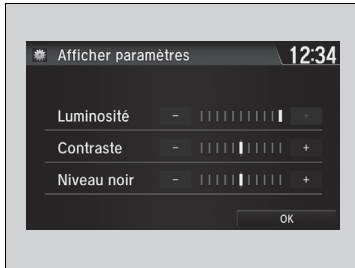 Afficher paramètres 12:34
Luminosité - +
Contraste - +
Niveau noir - +
OK